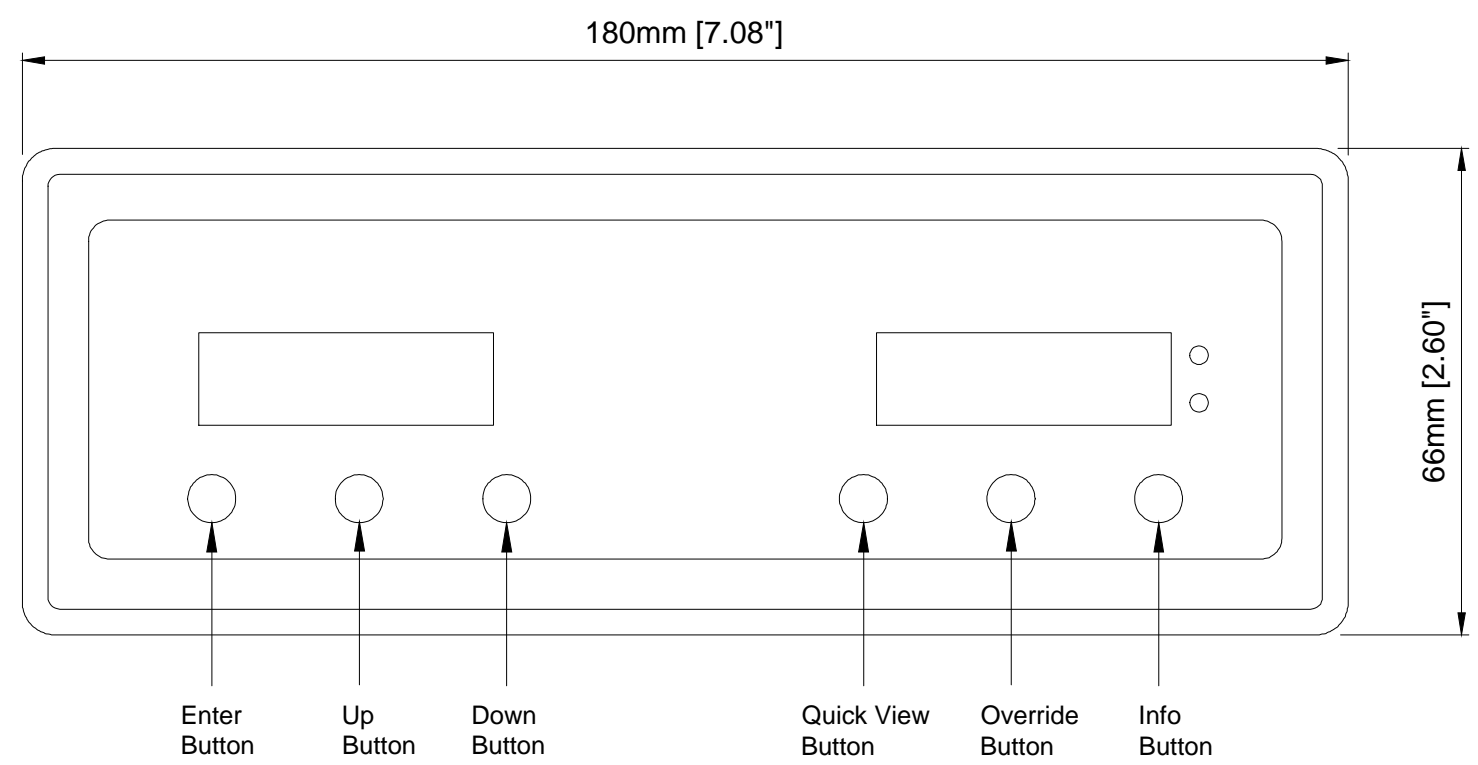 180mm [7.08"]
66mm [2.60"]
Enter
Button
Up
Button
Down
Button
Quick View
Button
Override
Button
Info
Button